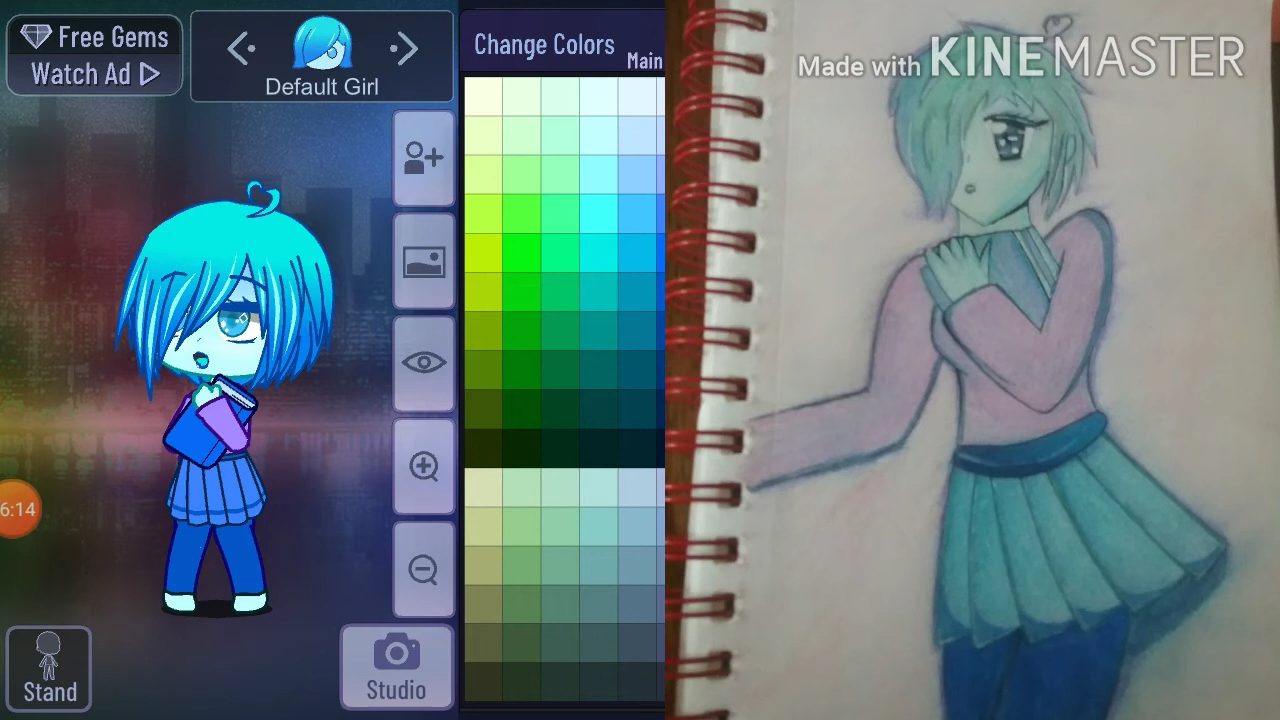 Free Gems
Watch Ad
Default Girl
Change Colors
Main
Made with KINEMASTER
6:14
Stand
Studio